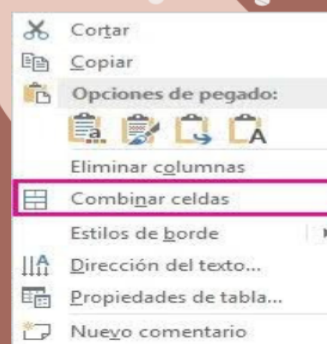 Cortar
Copiar
Opciones de pegado:
Eliminar columnas
Combinar celdas
Estilos de borde
Dirección del texto...
Propiedades de tabla...
Nuevo comentario